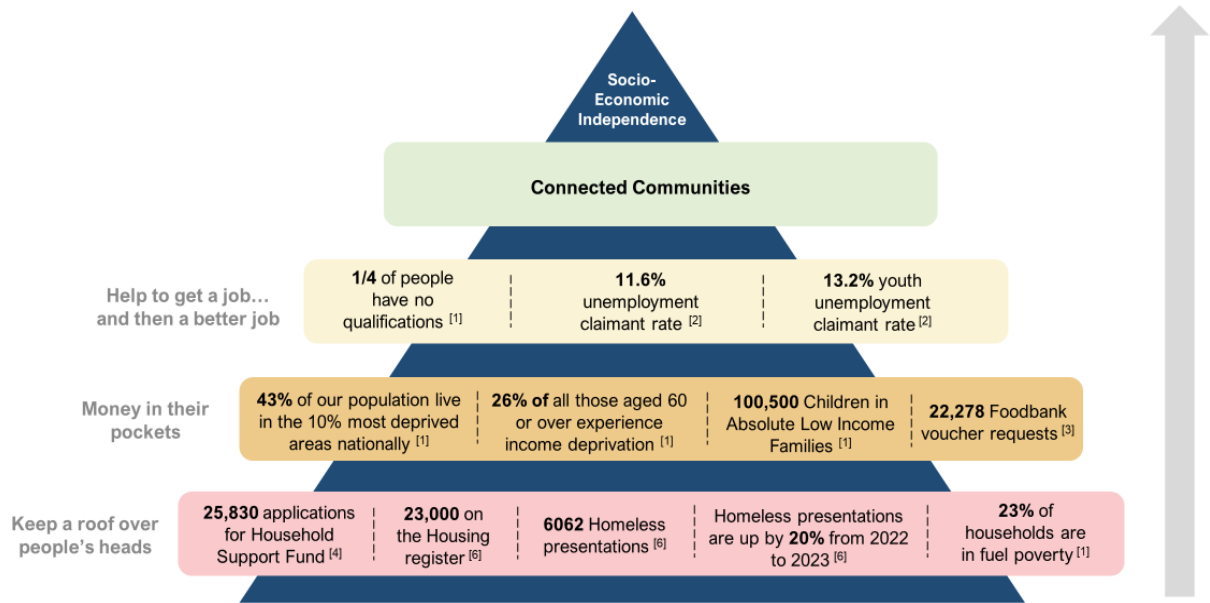 Socio-
Economic
Independence
Connected Communities
Help to get a job…
and then a better job
1/4 of people
have no
qualifications [1]
11.6%
unemployment
claimant rate [2]
13.2% youth
unemployment
claimant rate [2]
Money in their
pockets
43% of our population live
in the 10% most deprived
areas nationally [1]
26% of all those aged 60
or over experience
income deprivation [1]
100,500 Children in
Absolute Low Income
Families [1]
22,278 Foodbank
voucher requests [3]
Keep a roof over
people's heads
25,830 applications
for Household
Support Fund [4]
23,000 on
the Housing
register [6]
6062 Homeless
presentations [6]
Homeless presentations
are up by 20% from 2022
to 2023 [6]
23% of
households are
in fuel poverty [1]